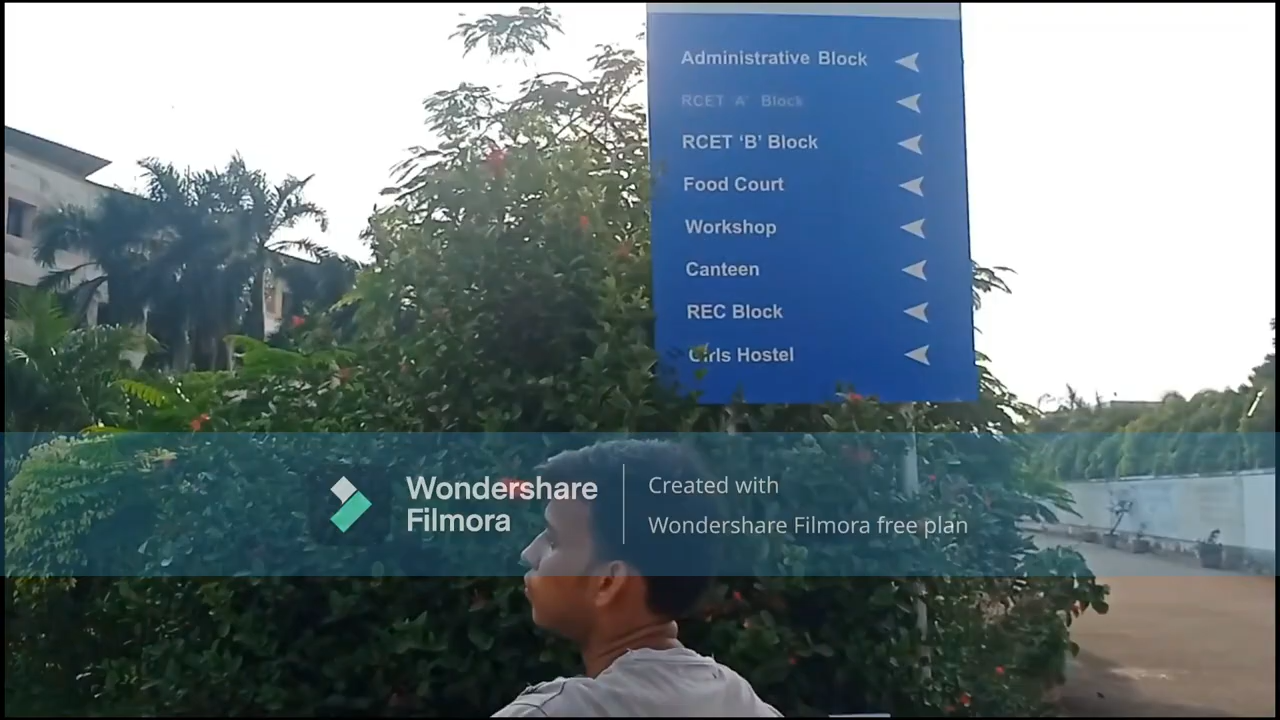 Administrative Block
RCET 'A' Block
RCET ‘B’ Block
Food Court
Workshop
Canteen
REC Block
Girls Hostel
Wondershare
Filmora
Created with
Wondershare Filmora free plan